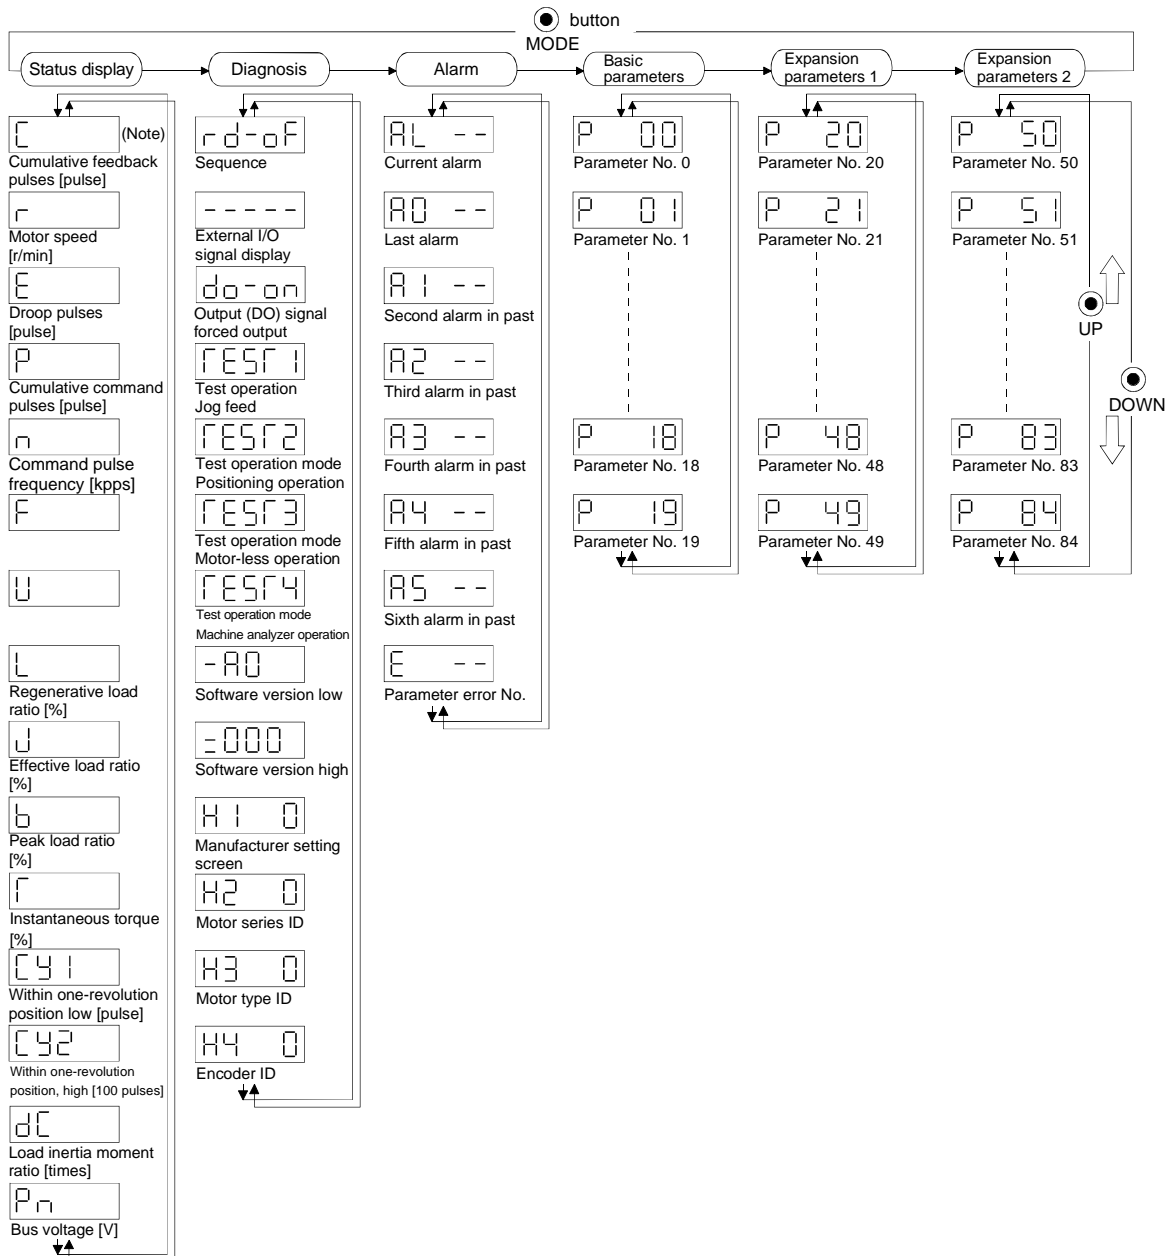 button
MODE
Status display
Diagnosis
Alarm
Basic
parameters
Expansion
parameters 1
Expansion
parameters 2
C
(Note)
Cumulative feedback
pulses [pulse]
r
Motor speed
[r/min]
E
Droop pulses
[pulse]
P
Cumulative command
pulses [pulse]
n
Command pulse
frequency [kpps]
F
U
L
Regenerative load
ratio [%]
J
Effective load ratio
[%]
b
Peak load ratio
[%]
T
Instantaneous torque
[%]
Cy1
Within one-revolution
position low [pulse]
Cy2
Within one-revolution
position, high [100 pulses]
dC
Load inertia moment
ratio [times]
Pn
Bus voltage [V]
rd-oF
Sequence
- - - - -
External I/O
signal display
do-on
Output (DO) signal
forced output
TEST1
Test operation
Jog feed
TEST2
Test operation mode
Positioning operation
TEST3
Test operation mode
Motor-less operation
TEST4
Test operation mode
Machine analyzer operation
-A0
Software version low
=000
Software version high
H1 0
Manufacturer setting
screen
H2 0
Motor series ID
H3 0
Motor type ID
H4 0
Encoder ID
AL --
Current alarm
A0 --
Last alarm
A1 --
Second alarm in past
A2 --
Third alarm in past
A3 --
Fourth alarm in past
A4 --
Fifth alarm in past
A5 --
Sixth alarm in past
E --
Parameter error No.
P 00
Parameter No. 0
P 01
Parameter No. 1
P 18
Parameter No. 18
P 19
Parameter No. 19
P 20
Parameter No. 20
P 21
Parameter No. 21
P 48
Parameter No. 48
P 49
Parameter No. 49
P 50
Parameter No. 50
P 51
Parameter No. 51
P 83
Parameter No. 83
P 84
Parameter No. 84
UP
DOWN